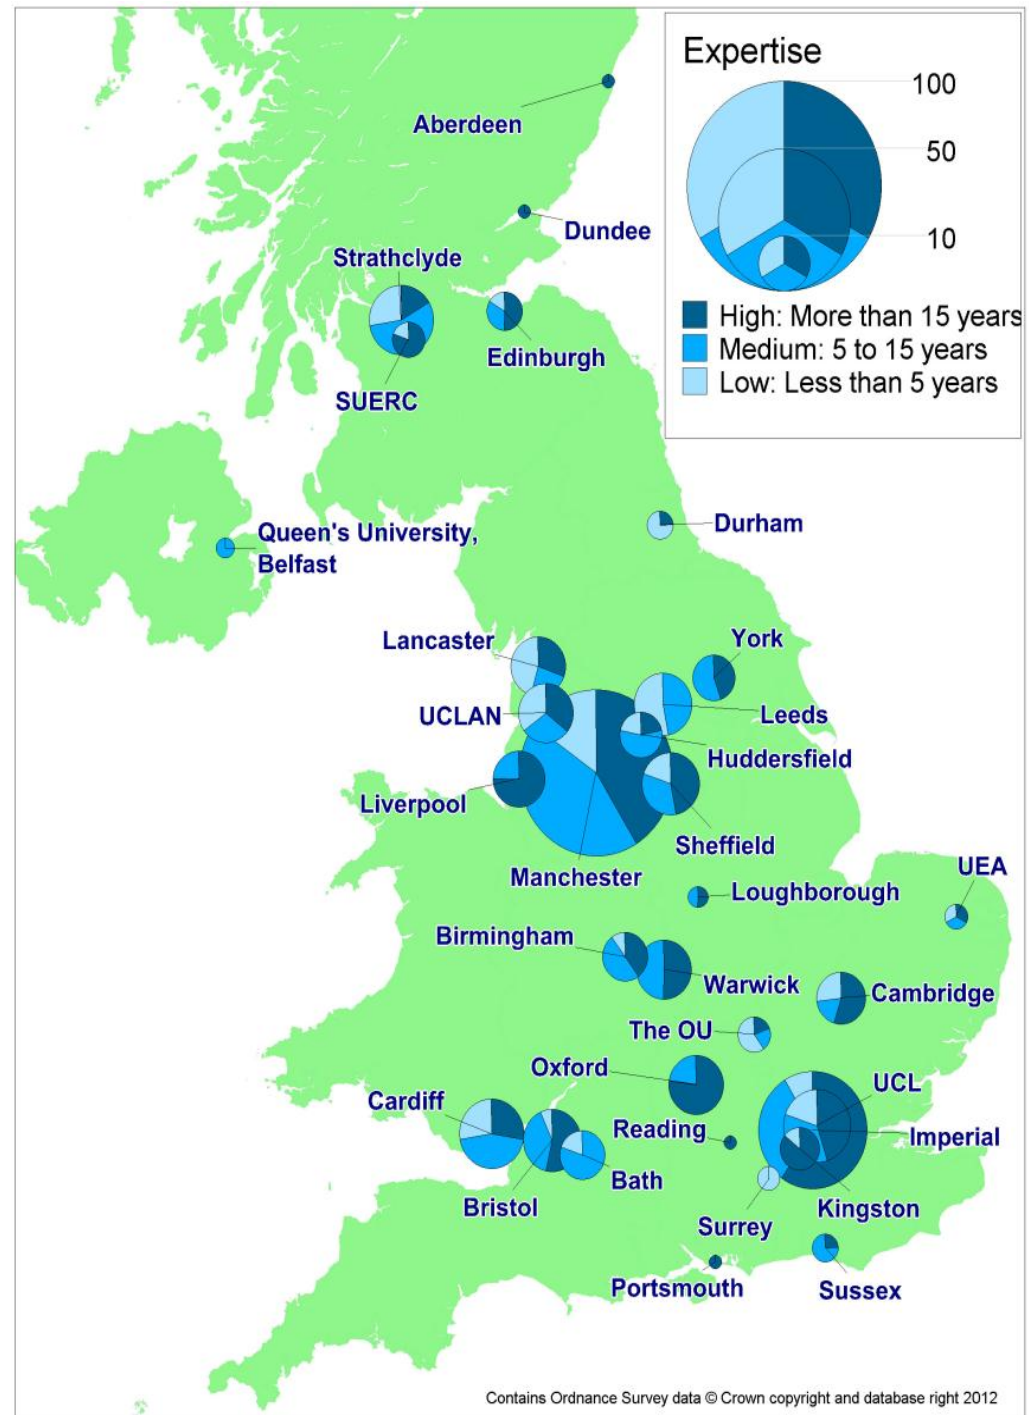 Expertise
100
50
10
High: More than 15 years
Medium: 5 to 15 years
Low: Less than 5 years
Aberdeen
Dundee
Strathclyde
Edinburgh
SUERC
Durham
Queen's University,
Belfast
Lancaster
York
UCLAN
Leeds
Huddersfield
Liverpool
Sheffield
Manchester
UEA
Loughborough
Birmingham
Warwick
Cambridge
The OU
Oxford
UCL
Cardiff
Reading
Imperial
Bath
Bristol
Kingston
Surrey
Portsmouth
Sussex
Contains Ordnance Survey data © Crown copyright and database right 2012